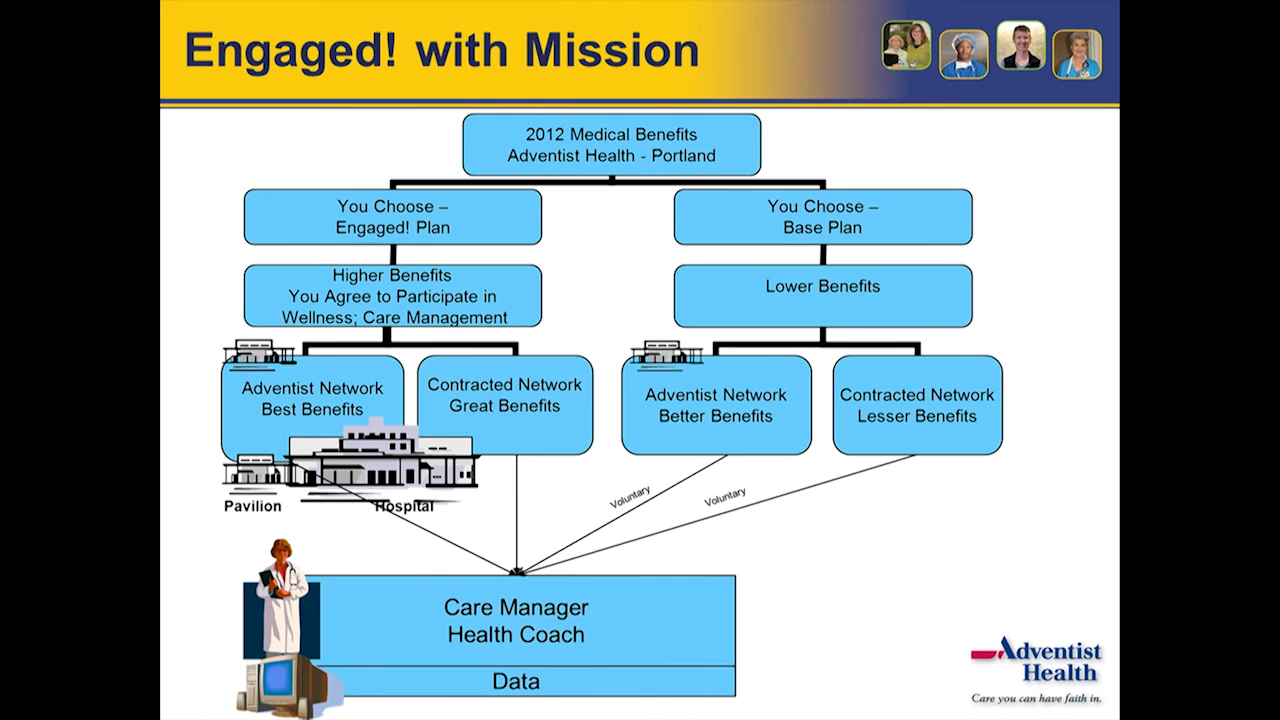 Engaged! with Mission
2012 Medical Benefits
Adventist Health - Portland
You Choose –
Engaged! Plan
You Choose –
Base Plan
Higher Benefits
You Agree to Participate in
Wellness; Care Management
Lower Benefits
Adventist Network
Best Benefits
Contracted Network
Great Benefits
Adventist Network
Better Benefits
Contracted Network
Lesser Benefits
Voluntary
Voluntary
Pavilion
Hospital
Care Manager
Health Coach
Data
Adventist
Health
Care you can have faith in.